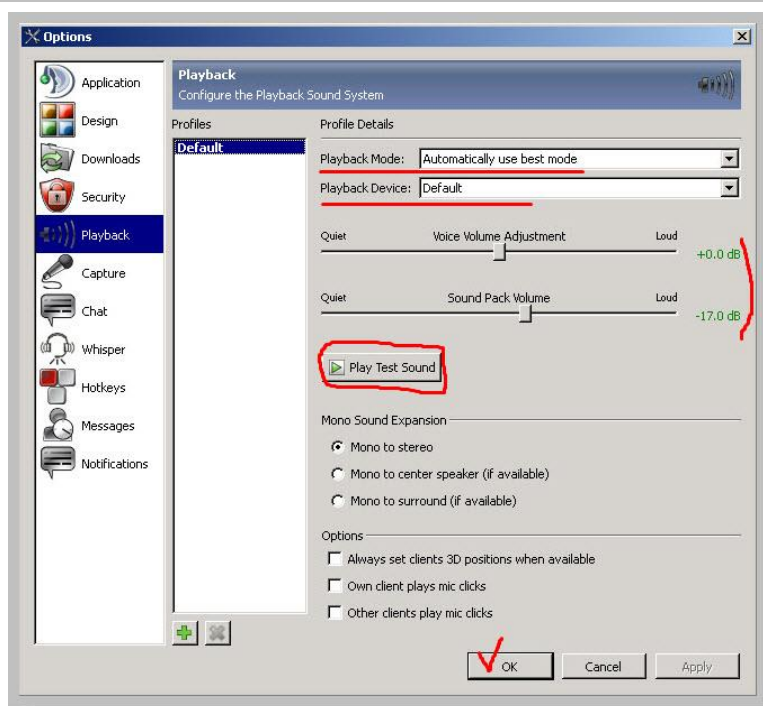 Options
Application
Design
Downloads
Security
Playback
Capture
Chat
Whisper
Hotkeys
Messages
Notifications
Playback
Configure the Playback Sound System
Profiles
Default
Profile Details
Playback Mode: Automatically use best mode
Playback Device: Default
Quiet Voice Volume Adjustment Loud
+0.0 dB
Quiet Sound Pack Volume Loud
-17.0 dB
Play Test Sound
Mono Sound Expansion
Mono to stereo
Mono to center speaker (if available)
Mono to surround (if available)
Options
Always set clients 3D positions when available
Own client plays mic clicks
Other clients play mic clicks
OK Cancel Apply